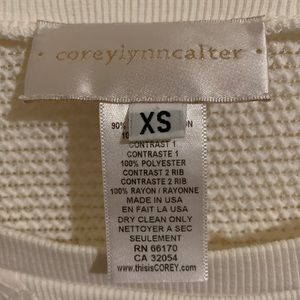 · coreylynncalter ·
XS
90%
CONTRAST 1
CONTRASTE 1
100% POLYESTER
CONTRAST 2 RIB
CONTRASTE 2 RIB
100% RAYON / RAYONNE
MADE IN USA
EN FAIT LA USA
DRY CLEAN ONLY
NETTOYER A SEC
SEULEMENT
RN 66170
CA 32054
www.thisisCOREY.com